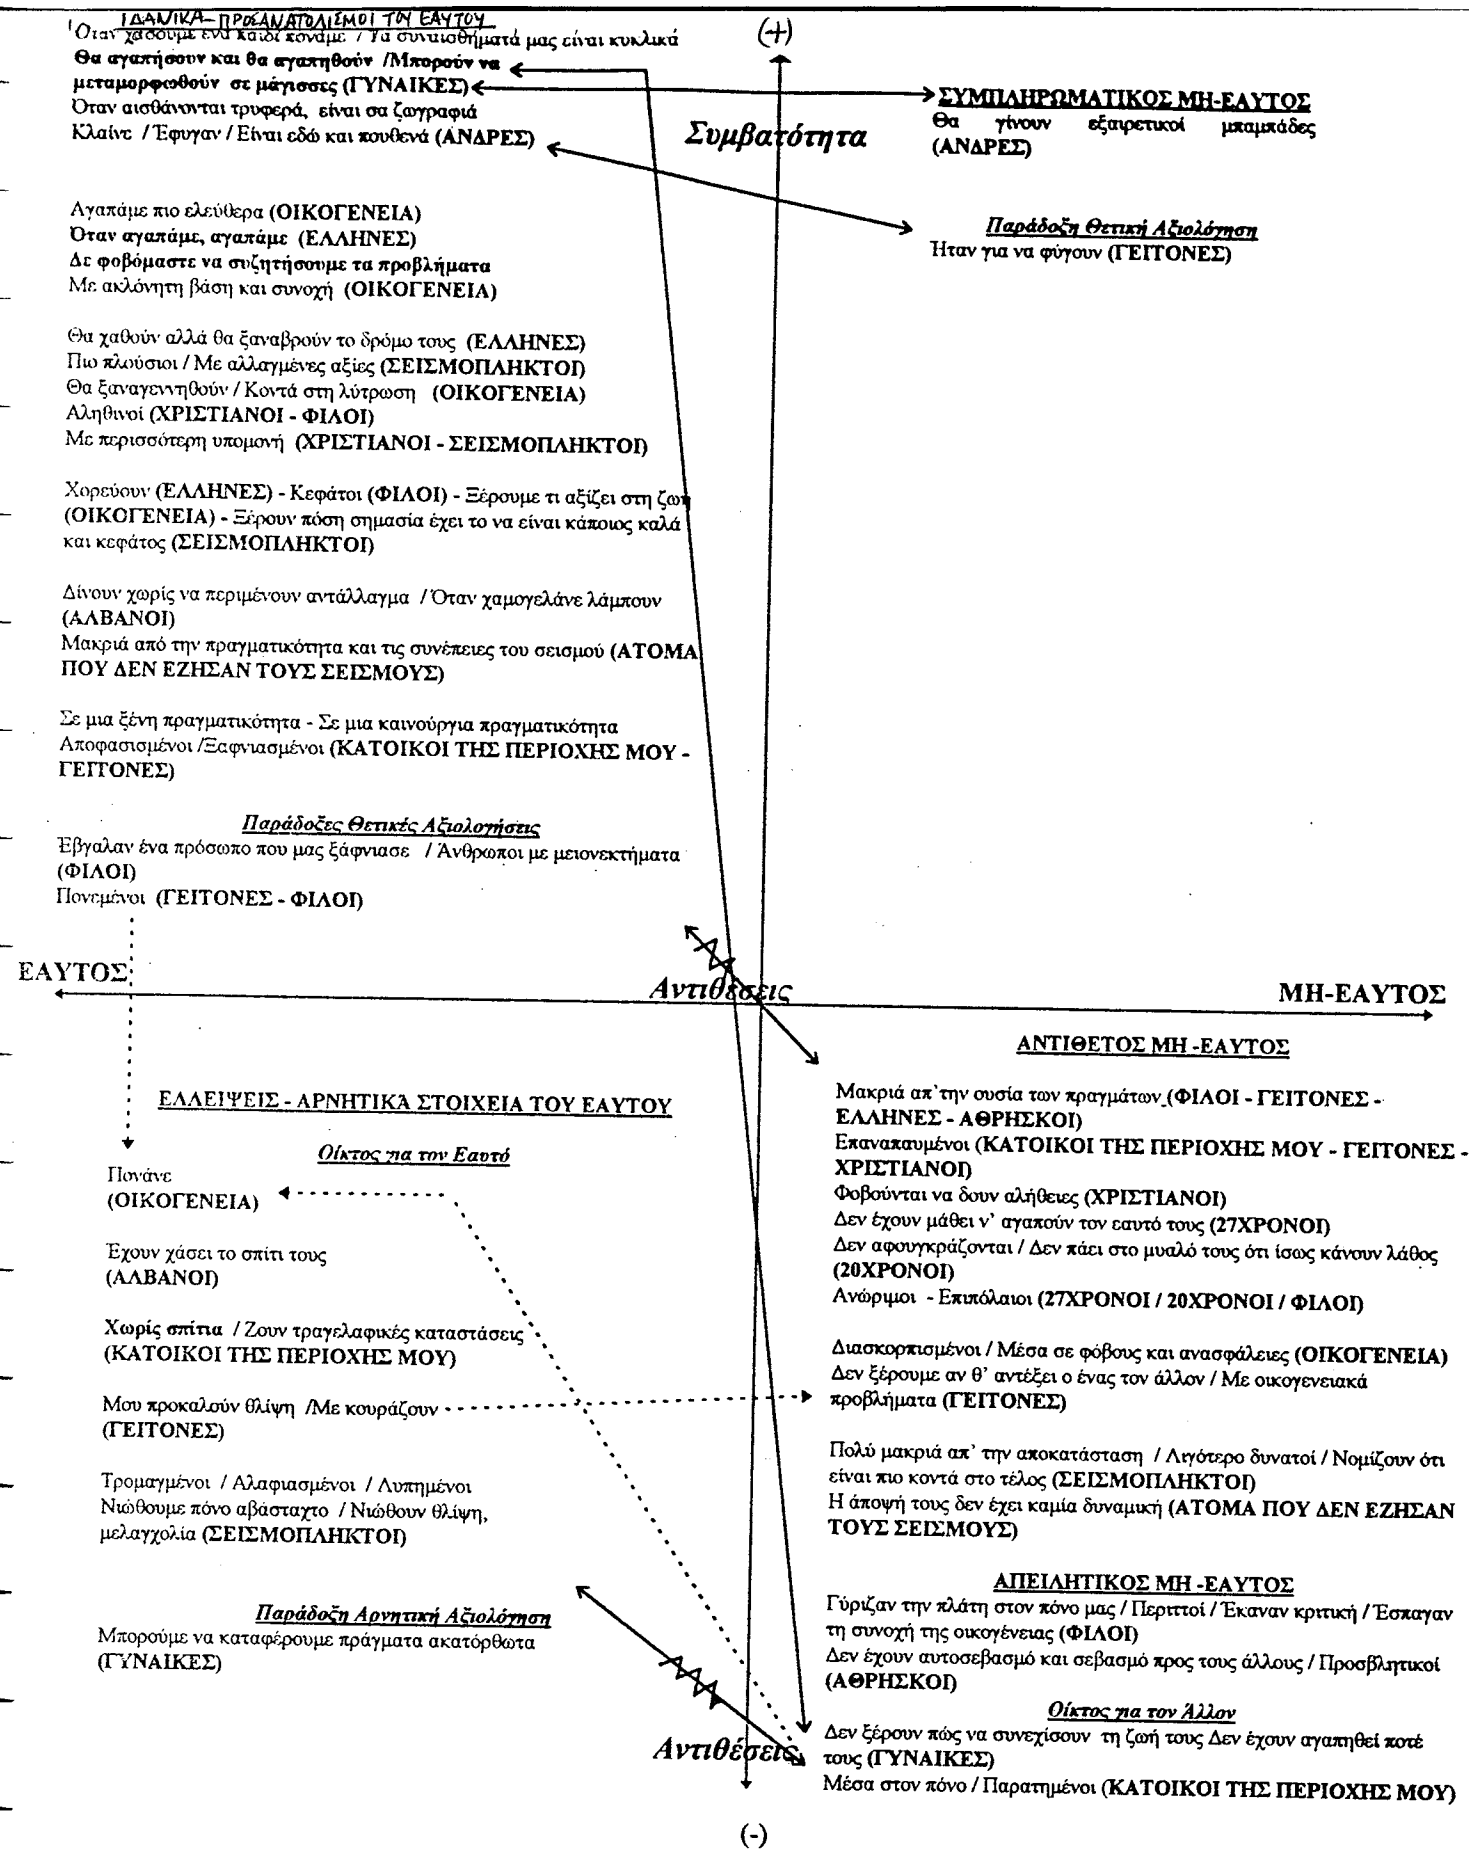 ΙΔΑΝΙΚΑ - ΠΡΟΣΑΝΑΤΟΛΙΣΜΟΙ ΤΟΥ ΕΑΥΤΟΥ
Όταν χάσουμε ένα καϊδί κονάμε / Τα συναισθήματά μας είναι κυκλικά
Θα αγαπήσουν και θα αγαπηθούν /Μπορούν να
μεταμορφωθούν σε μάγισσες (ΓΥΝΑΙΚΕΣ)
Όταν αισθάνονται τρυφερά, είναι σα ζωγραφιά
Κλαίνε / Έφυγαν / Είναι εδώ και πουθενά (ΑΝΔΡΕΣ)
(+)
Συμβατότητα
ΣΥΜΠΛΗΡΩΜΑΤΙΚΟΣ ΜΗ-ΕΑΥΤΟΣ
Θα γίνουν εξαιρετικοί μπαμπάδες
(ΑΝΔΡΕΣ)
Παράδοξη Θετική Αξιολόγηση
Ήταν για να φύγουν (ΓΕΙΤΟΝΕΣ)
Αγαπάμε πιο ελεύθερα (ΟΙΚΟΓΕΝΕΙΑ)
Όταν αγαπάμε, αγαπάμε (ΕΛΛΗΝΕΣ)
Δε φοβόμαστε να συζητήσουμε τα προβλήματα
Με ακλόνητη βάση και συνοχή (ΟΙΚΟΓΕΝΕΙΑ)
Θα χαθούν αλλά θα ξαναβρούν το δρόμο τους (ΕΛΛΗΝΕΣ)
Πιο πλούσιοι / Με αλλαγμένες αξίες (ΣΕΙΣΜΟΠΛΗΚΤΟΙ)
Θα ξαναγεννηθούν / Κοντά στη λύτρωση (ΟΙΚΟΓΕΝΕΙΑ)
Αληθινοί (ΧΡΙΣΤΙΑΝΟΙ - ΦΙΛΟΙ)
Με περισσότερη υπομονή (ΧΡΙΣΤΙΑΝΟΙ - ΣΕΙΣΜΟΠΛΗΚΤΟΙ)
Χορεύουν (ΕΛΛΗΝΕΣ) - Κεφάτοι (ΦΙΛΟΙ) - Ξέρουμε τι αξίζει στη ζωή
(ΟΙΚΟΓΕΝΕΙΑ) - Ξέρουν πόση σημασία έχει το να είναι κάποιος καλά
και κεφάτος (ΣΕΙΣΜΟΠΛΗΚΤΟΙ)
Δίνουν χωρίς να περιμένουν αντάλλαγμα / Όταν χαμογελάνε λάμπουν
(ΑΛΒΑΝΟΙ)
Μακριά από την πραγματικότητα και τις συνέπειες του σεισμού (ΑΤΟΜΑ
ΠΟΥ ΔΕΝ ΕΖΗΣΑΝ ΤΟΥΣ ΣΕΙΣΜΟΥΣ)
Σε μια ξένη πραγματικότητα - Σε μια καινούργια πραγματικότητα
Αποφασισμένοι /Ξαφνιασμένοι (ΚΑΤΟΙΚΟΙ ΤΗΣ ΠΕΡΙΟΧΗΣ ΜΟΥ -
ΓΕΙΤΟΝΕΣ)
Παράδοξες Θετικές Αξιολογήσεις
Έβγαλαν ένα πρόσωπο που μας ξάφνιασε / Άνθρωποι με μειονεκτήματα
(ΦΙΛΟΙ)
Πονεμένοι (ΓΕΙΤΟΝΕΣ - ΦΙΛΟΙ)
ΕΑΥΤΟΣ
Αντιθέσεις
ΜΗ-ΕΑΥΤΟΣ
ΕΛΛΕΙΨΕΙΣ - ΑΡΝΗΤΙΚΑ ΣΤΟΙΧΕΙΑ ΤΟΥ ΕΑΥΤΟΥ
Οίκτος για τον Εαυτό
Πονάνε
(ΟΙΚΟΓΕΝΕΙΑ)
Έχουν χάσει το σπίτι τους
(ΑΛΒΑΝΟΙ)
Χωρίς σπίτια / Ζουν τραγελαφικές καταστάσεις
(ΚΑΤΟΙΚΟΙ ΤΗΣ ΠΕΡΙΟΧΗΣ ΜΟΥ)
Μου προκαλούν θλίψη /Με κουράζουν
(ΓΕΙΤΟΝΕΣ)
Τρομαγμένοι / Αλαφιασμένοι / Λυπημένοι
Νιώθουμε πόνο αβάσταχτο / Νιώθουν θλίψη,
μελαγχολία (ΣΕΙΣΜΟΠΛΗΚΤΟΙ)
Παράδοξη Αρνητική Αξιολόγηση
Μπορούμε να καταφέρουμε πράγματα ακατόρθωτα
(ΓΥΝΑΙΚΕΣ)
ΑΝΤΙΘΕΤΟΣ ΜΗ -ΕΑΥΤΟΣ
Μακριά απ' την ουσία των πραγμάτων (ΦΙΛΟΙ - ΓΕΙΤΟΝΕΣ -
ΕΛΛΗΝΕΣ - ΑΘΡΗΣΚΟΙ)
Επαναπαυμένοι (ΚΑΤΟΙΚΟΙ ΤΗΣ ΠΕΡΙΟΧΗΣ ΜΟΥ - ΓΕΙΤΟΝΕΣ -
ΧΡΙΣΤΙΑΝΟΙ)
Φοβούνται να δουν αλήθειες (ΧΡΙΣΤΙΑΝΟΙ)
Δεν έχουν μάθει ν' αγαπούν τον εαυτό τους (27ΧΡΟΝΟΙ)
Δεν αφουγκράζονται / Δεν πάει στο μυαλό τους ότι ίσως κάνουν λάθος
(20ΧΡΟΝΟΙ)
Ανώριμοι - Επιπόλαιοι (27ΧΡΟΝΟΙ / 20ΧΡΟΝΟΙ / ΦΙΛΟΙ)
Διασκορπισμένοι / Μέσα σε φόβους και ανασφάλειες (ΟΙΚΟΓΕΝΕΙΑ)
Δεν ξέρουμε αν θ' αντέξει ο ένας τον άλλον / Με οικογενειακά
προβλήματα (ΓΕΙΤΟΝΕΣ)
Πολύ μακριά απ' την αποκατάσταση / Λιγότερο δυνατοί / Νομίζουν ότι
είναι πιο κοντά στο τέλος (ΣΕΙΣΜΟΠΛΗΚΤΟΙ)
Η άποψή τους δεν έχει καμία δυναμική (ΑΤΟΜΑ ΠΟΥ ΔΕΝ ΕΖΗΣΑΝ
ΤΟΥΣ ΣΕΙΣΜΟΥΣ)
ΑΠΕΙΛΗΤΙΚΟΣ ΜΗ -ΕΑΥΤΟΣ
Γύριζαν την πλάτη στον πόνο μας / Περιττοί / Έκαναν κριτική / Έσπαγαν
τη συνοχή της οικογένειας (ΦΙΛΟΙ)
Δεν έχουν αυτοσεβασμό και σεβασμό προς τους άλλους / Προσβλητικοί
(ΑΘΡΗΣΚΟΙ)
Οίκτος για τον Άλλον
Δεν ξέρουν πώς να συνεχίσουν τη ζωή τους Δεν έχουν αγαπηθεί ποτέ
τους (ΓΥΝΑΙΚΕΣ)
Μέσα στον πόνο / Παρατημένοι (ΚΑΤΟΙΚΟΙ ΤΗΣ ΠΕΡΙΟΧΗΣ ΜΟΥ)
Αντιθέσεις
(-)